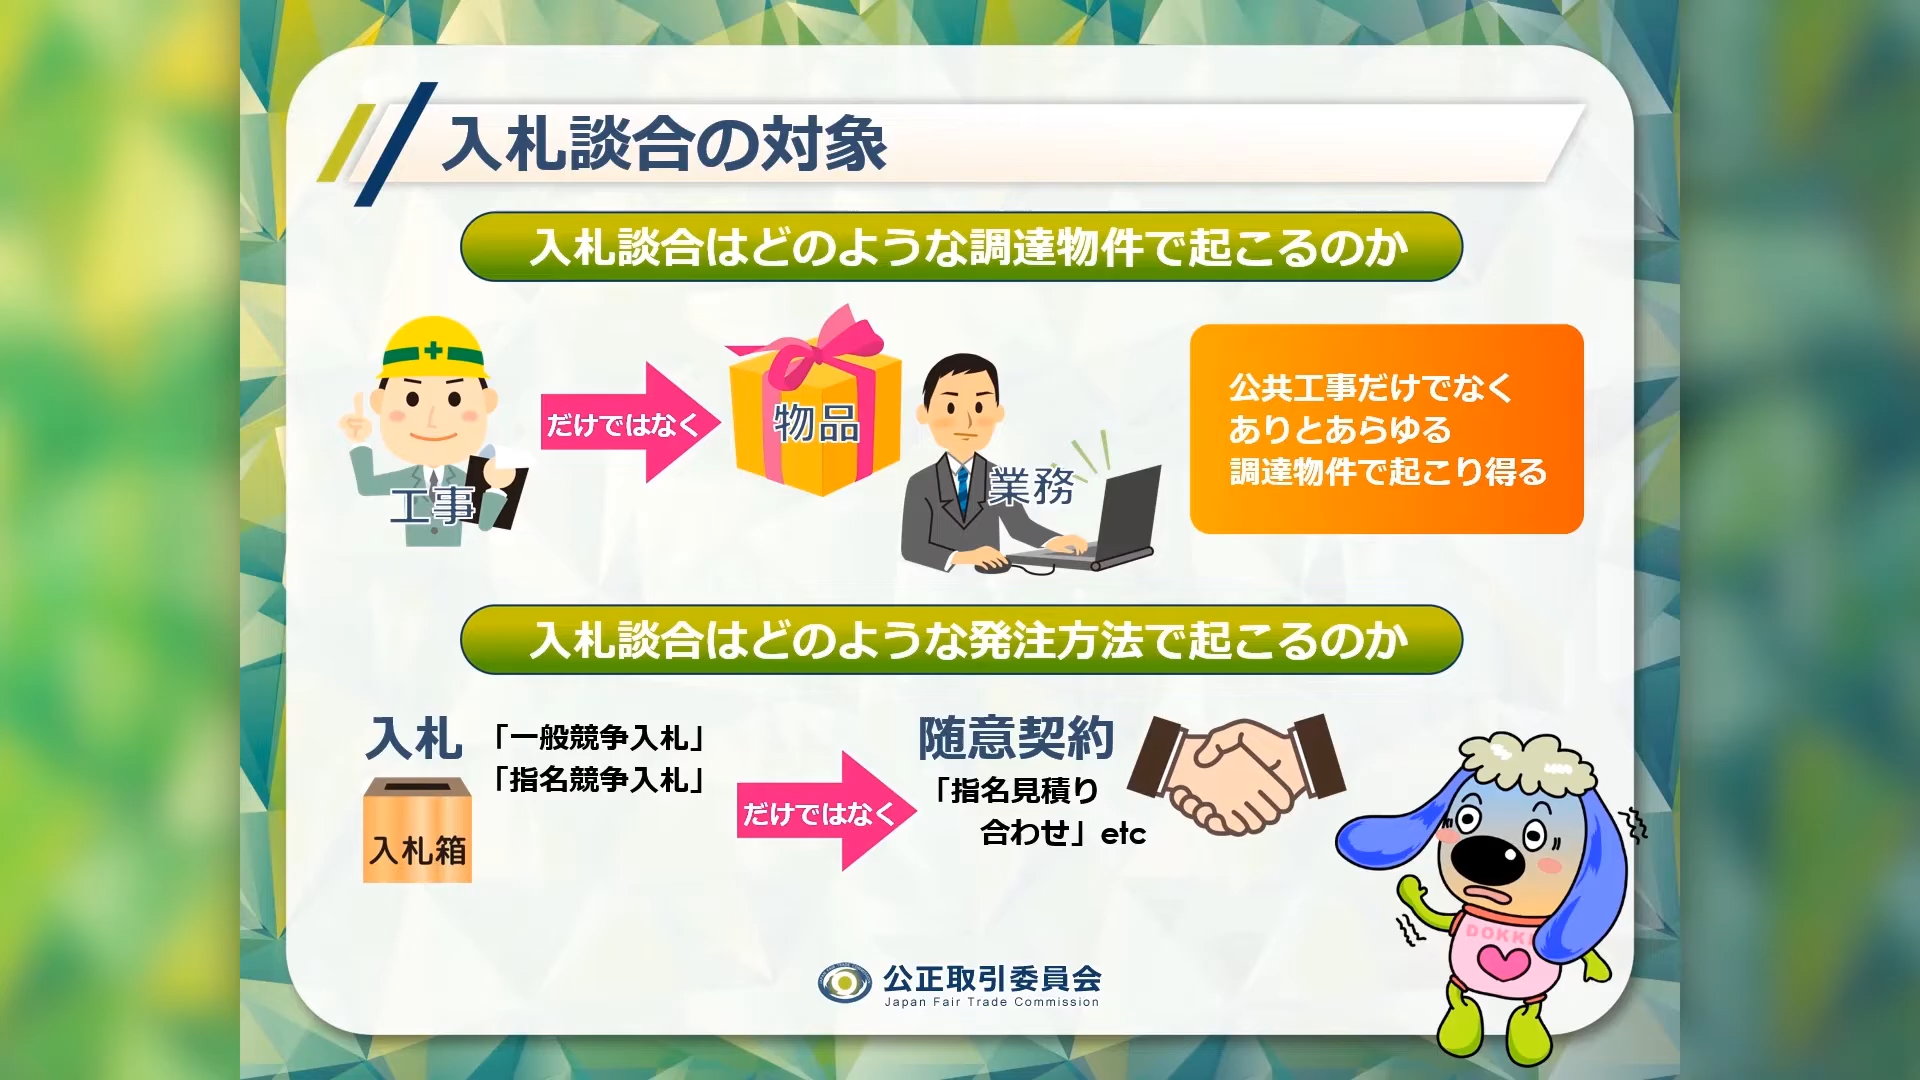 入札談合の対象
入札談合はどのような調達物件で起こるのか
工事
だけではなく
物品
業務
公共工事だけでなく
ありとあらゆる
調達物件で起こり得る
入札談合はどのような発注方法で起こるのか
入札
「一般競争入札」
「指名競争入札」
入札箱
だけではなく
随意契約
「指名見積り
合わせ」etc
DOKK
公正取引委員会
Japan Fair Trade Commission